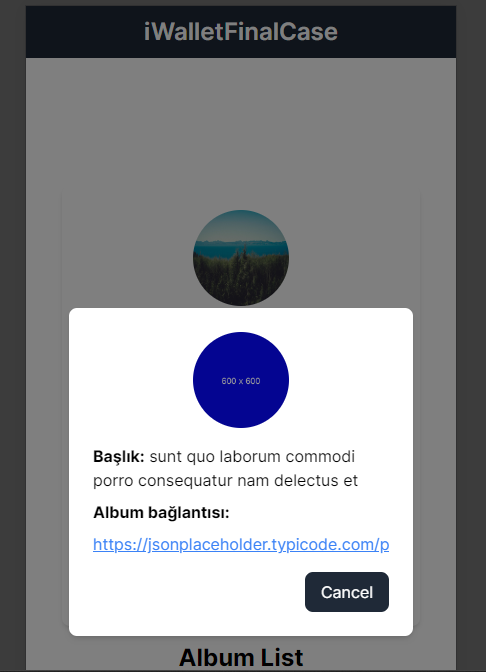 iWalletFinalCase
600 x 600
Başlık: sunt quo laborum commodi
porro consequatur nam delectus et
Album bağlantısı:
https://jsonplaceholder.typicode.com/p
Cancel
Album List